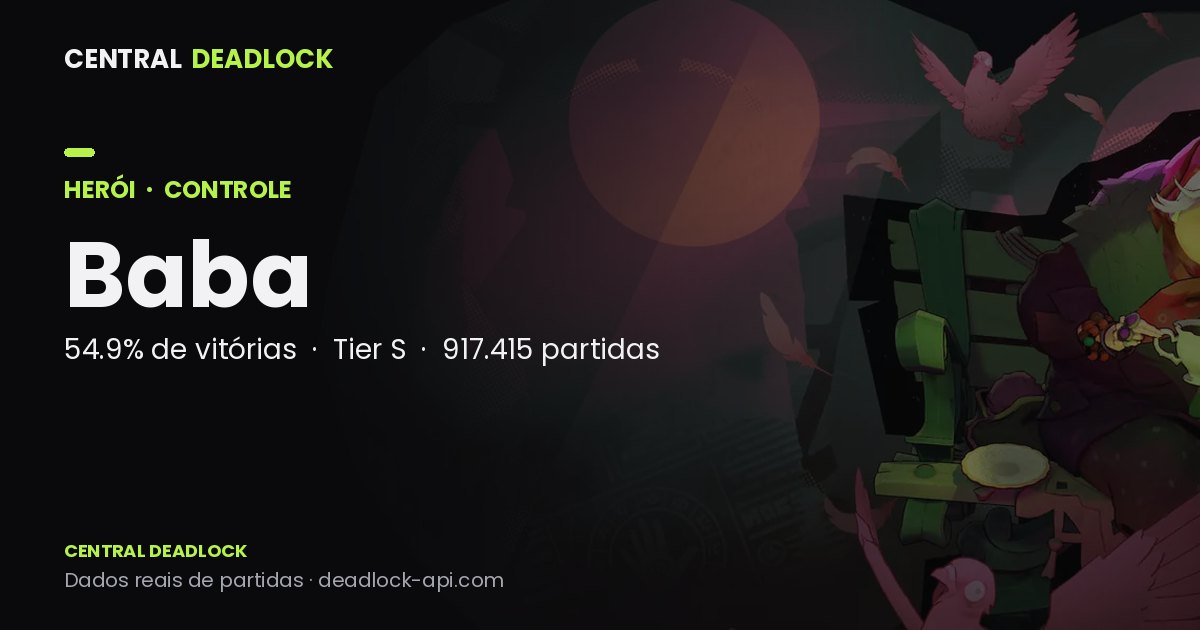 CENTRAL DEADLOCK
HERÓI · CONTROLE
Baba
54.9% de vitórias · Tier S · 917.415 partidas
CENTRAL DEADLOCK
Dados reais de partidas · deadlock-api.com